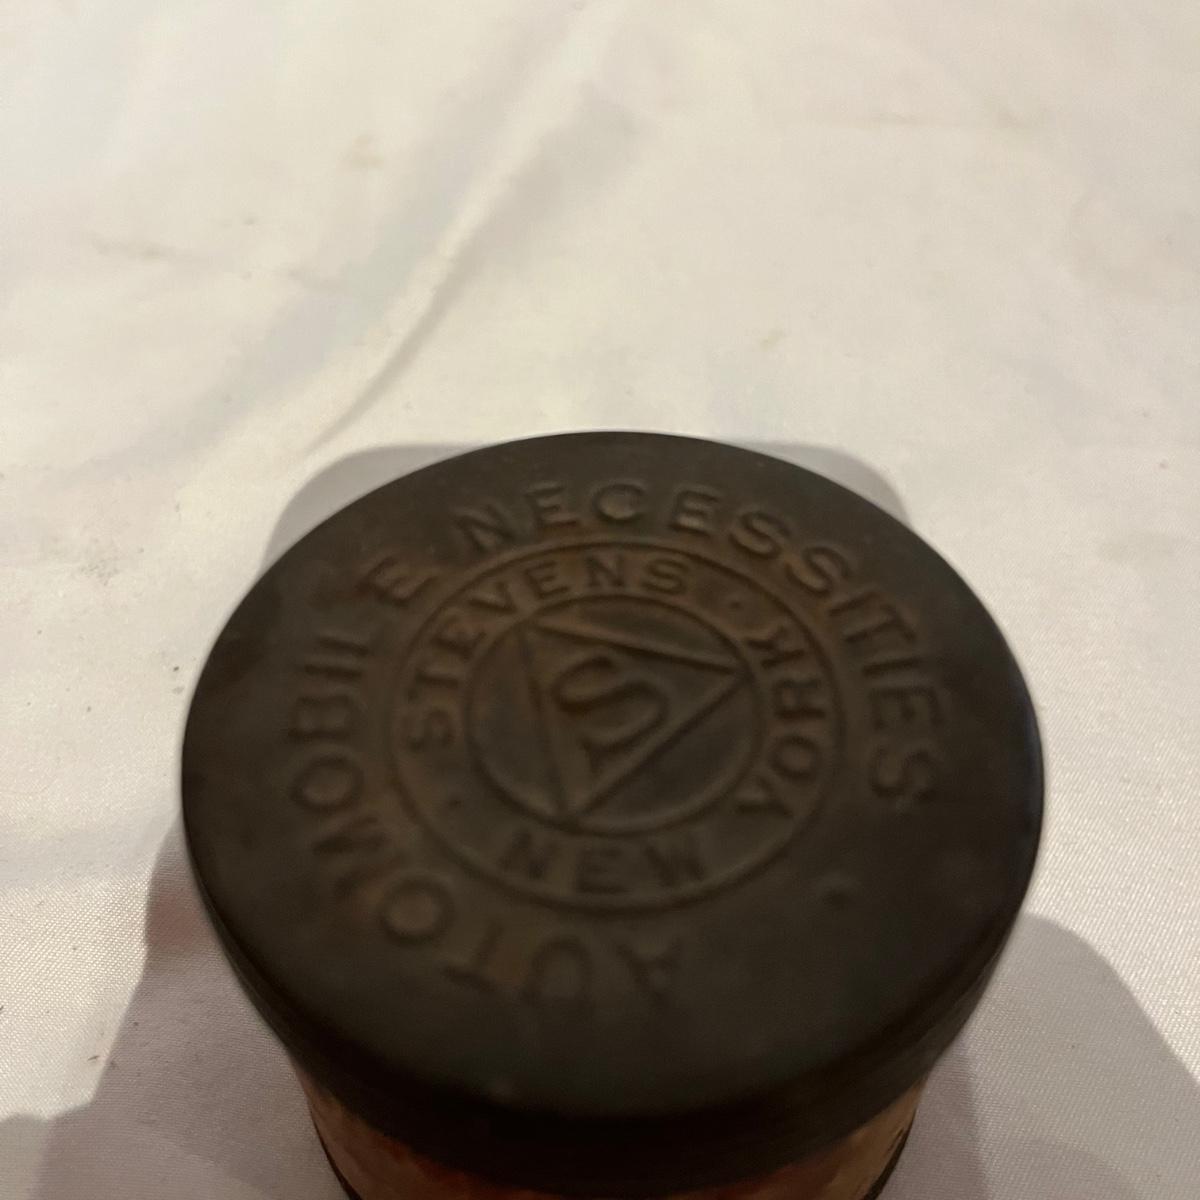 AUTOMOBILE NECESSITIES
STEVENS · NEW YORK ·
S